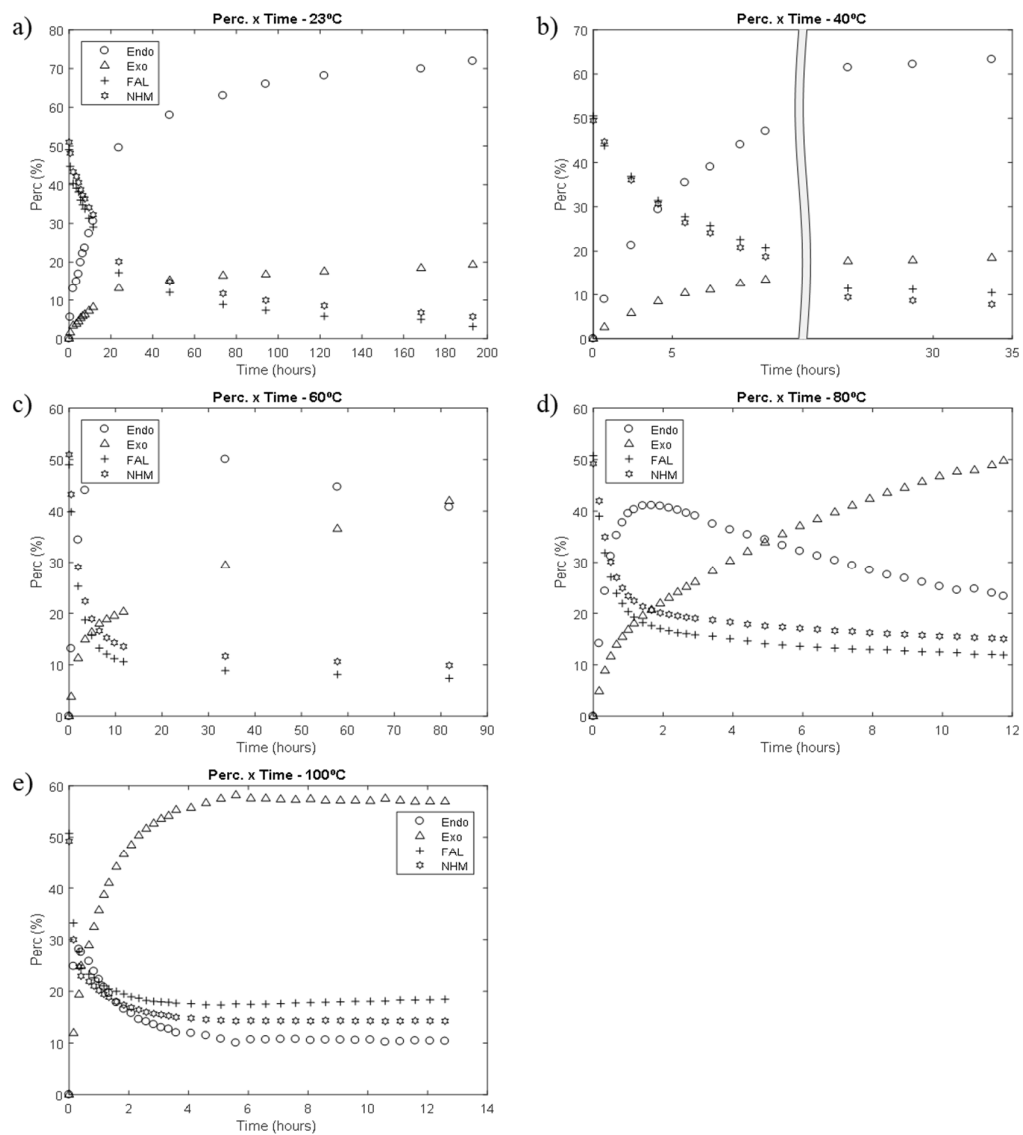 a)
Perc. x Time - 23ºC
Perc (%)
80
70
60
50
40
30
20
10
0
Endo
Exo
FAL
NHM
0 20 40 60 80 100 120 140 160 180 200
Time (hours)
b)
Perc. x Time - 40ºC
Perc (%)
70
60
50
40
30
20
10
0
0 5 30 35
Time (hours)
c)
Perc. x Time - 60ºC
Perc (%)
60
50
40
30
20
10
0
Endo
Exo
FAL
NHM
0 10 20 30 40 50 60 70 80 90
Time (hours)
d)
Perc. x Time - 80ºC
Perc (%)
60
50
40
30
20
10
0
Endo
Exo
FAL
NHM
0 2 4 6 8 10 12
Time (hours)
e)
Perc. x Time - 100ºC
Perc (%)
60
50
40
30
20
10
0
Endo
Exo
FAL
NHM
0 2 4 6 8 10 12 14
Time (hours)